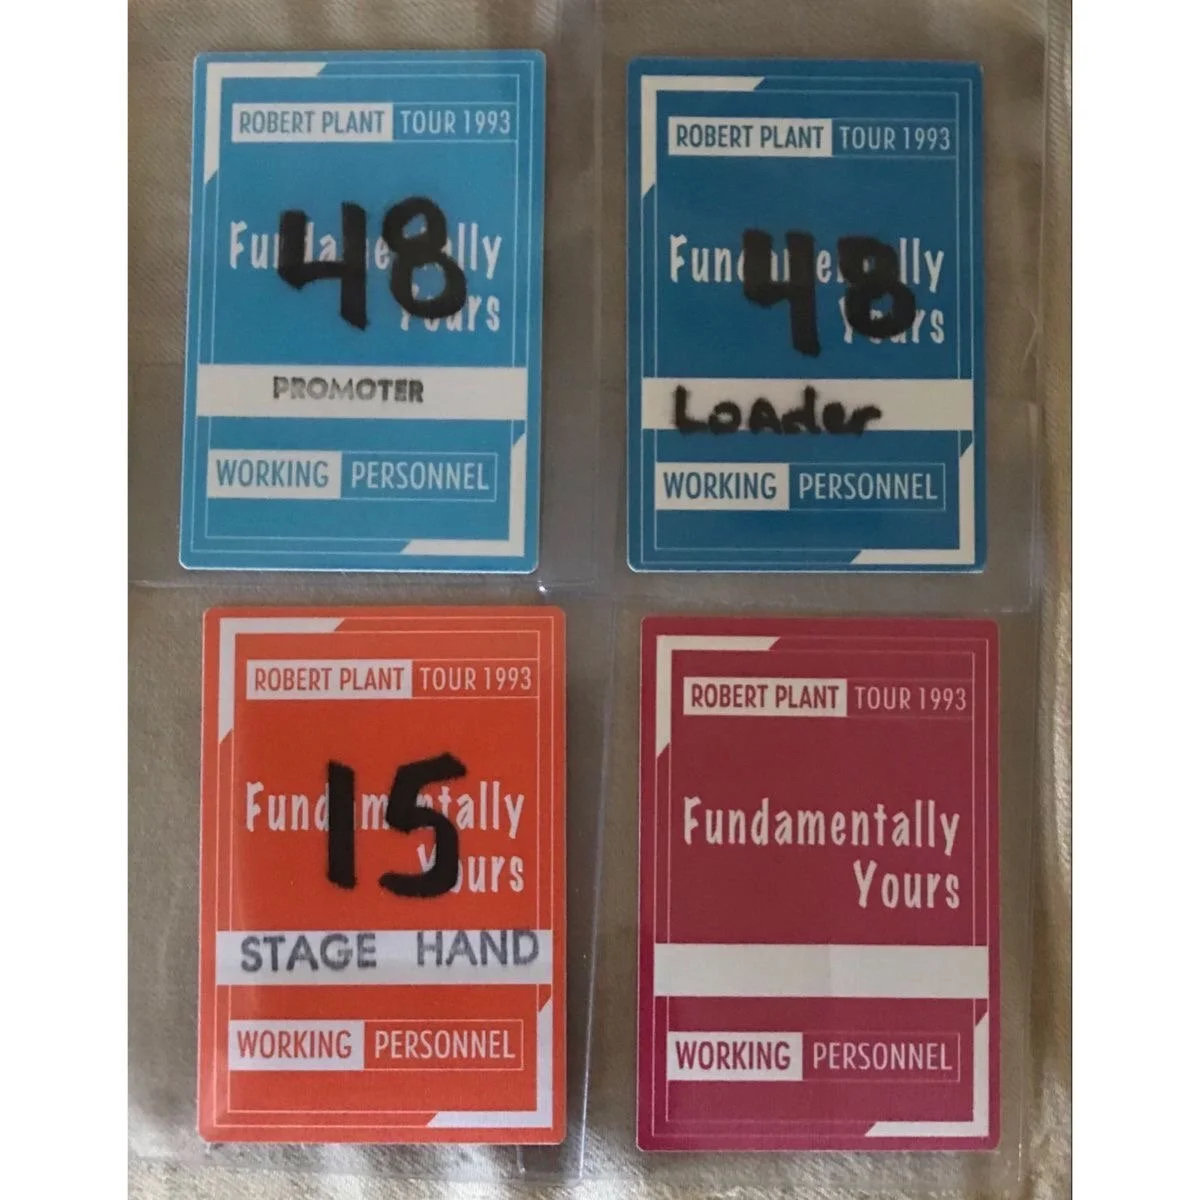 ROBERT PLANT TOUR 1993
Fundamentally
Yours
48
PROMOTER
WORKING PERSONNEL
ROBERT PLANT TOUR 1993
Fundamentally
Yours
48
LoAder
WORKING PERSONNEL
ROBERT PLANT TOUR 1993
Fundamentally
Yours
15
STAGE HAND
WORKING PERSONNEL
ROBERT PLANT TOUR 1993
Fundamentally
Yours
WORKING PERSONNEL